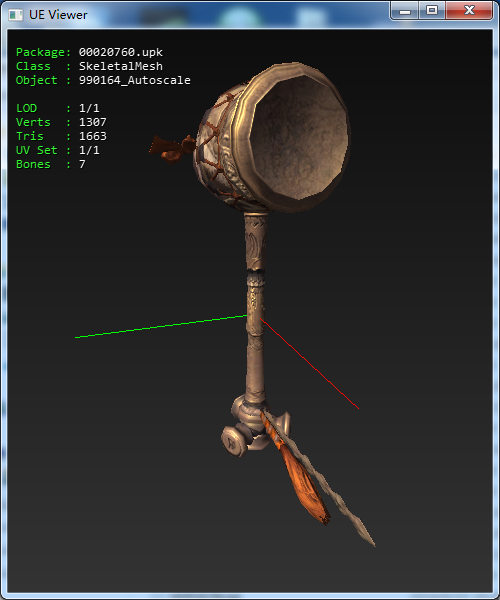 UE Viewer
Package: 00020760.upk
Class : SkeletalMesh
Object : 990164_Autoscale
LOD : 1/1
Verts : 1307
Tris : 1663
UV Set : 1/1
Bones : 7